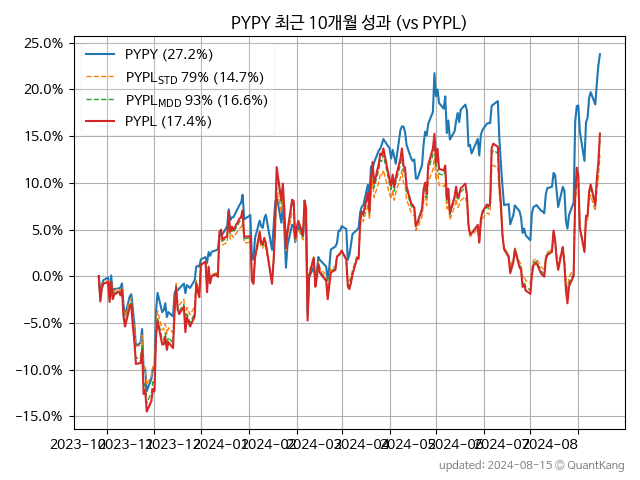 PYPY 최근 10개월 성과 (vs PYPL)
25.0%
20.0%
15.0%
10.0%
5.0%
0.0%
−5.0%
−10.0%
−15.0%
PYPY (27.2%)
PYPL_STD 79% (14.7%)
PYPL_MDD 93% (16.6%)
PYPL (17.4%)
2023-10 2023-11 2023-12 2024-01 2024-02 2024-03 2024-04 2024-05 2024-06 2024-07 2024-08
updated: 2024-08-15 © QuantKang